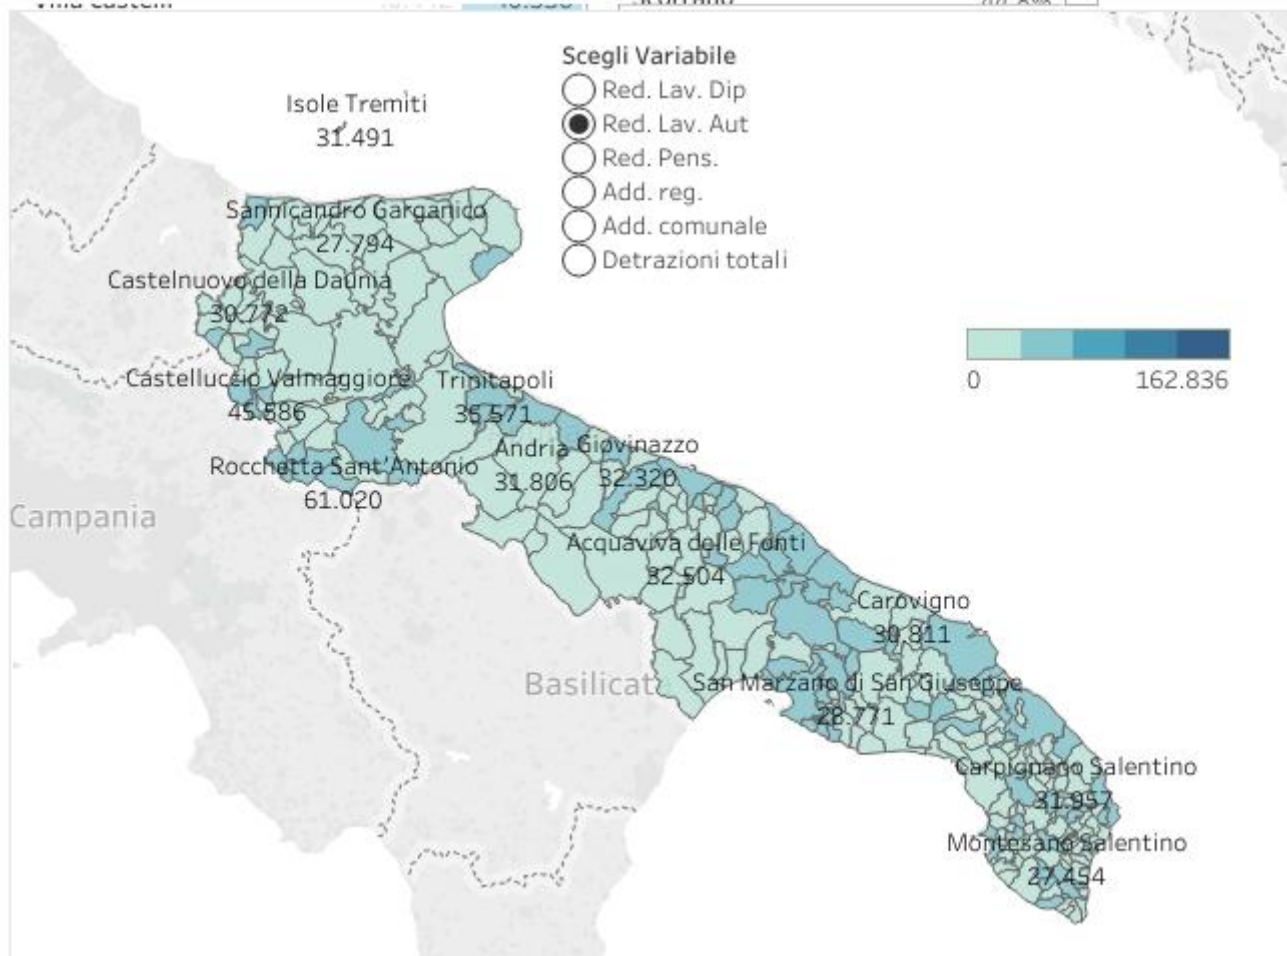 Villa Castelli
Scegli Variabile
Red. Lav. Dip
Red. Lav. Aut
Red. Pens.
Add. reg.
Add. comunale
Detrazioni totali
Isole Tremiti
31.491
Sannicandro Garganico
27.794
Castelnuovo della Daunia
30.772
0
162.836
Castelluccio Valmaggiore
45.586
Trinitapoli
35.571
Andria
31.806
Giovinazzo
32.320
Rocchetta Sant'Antonio
61.020
Campania
Acquaviva delle Fonti
32.504
Carovigno
30.811
Basilicat
San Marzano di San Giuseppe
28.771
Carpignano Salentino
31.957
Montesano Salentino
27.454